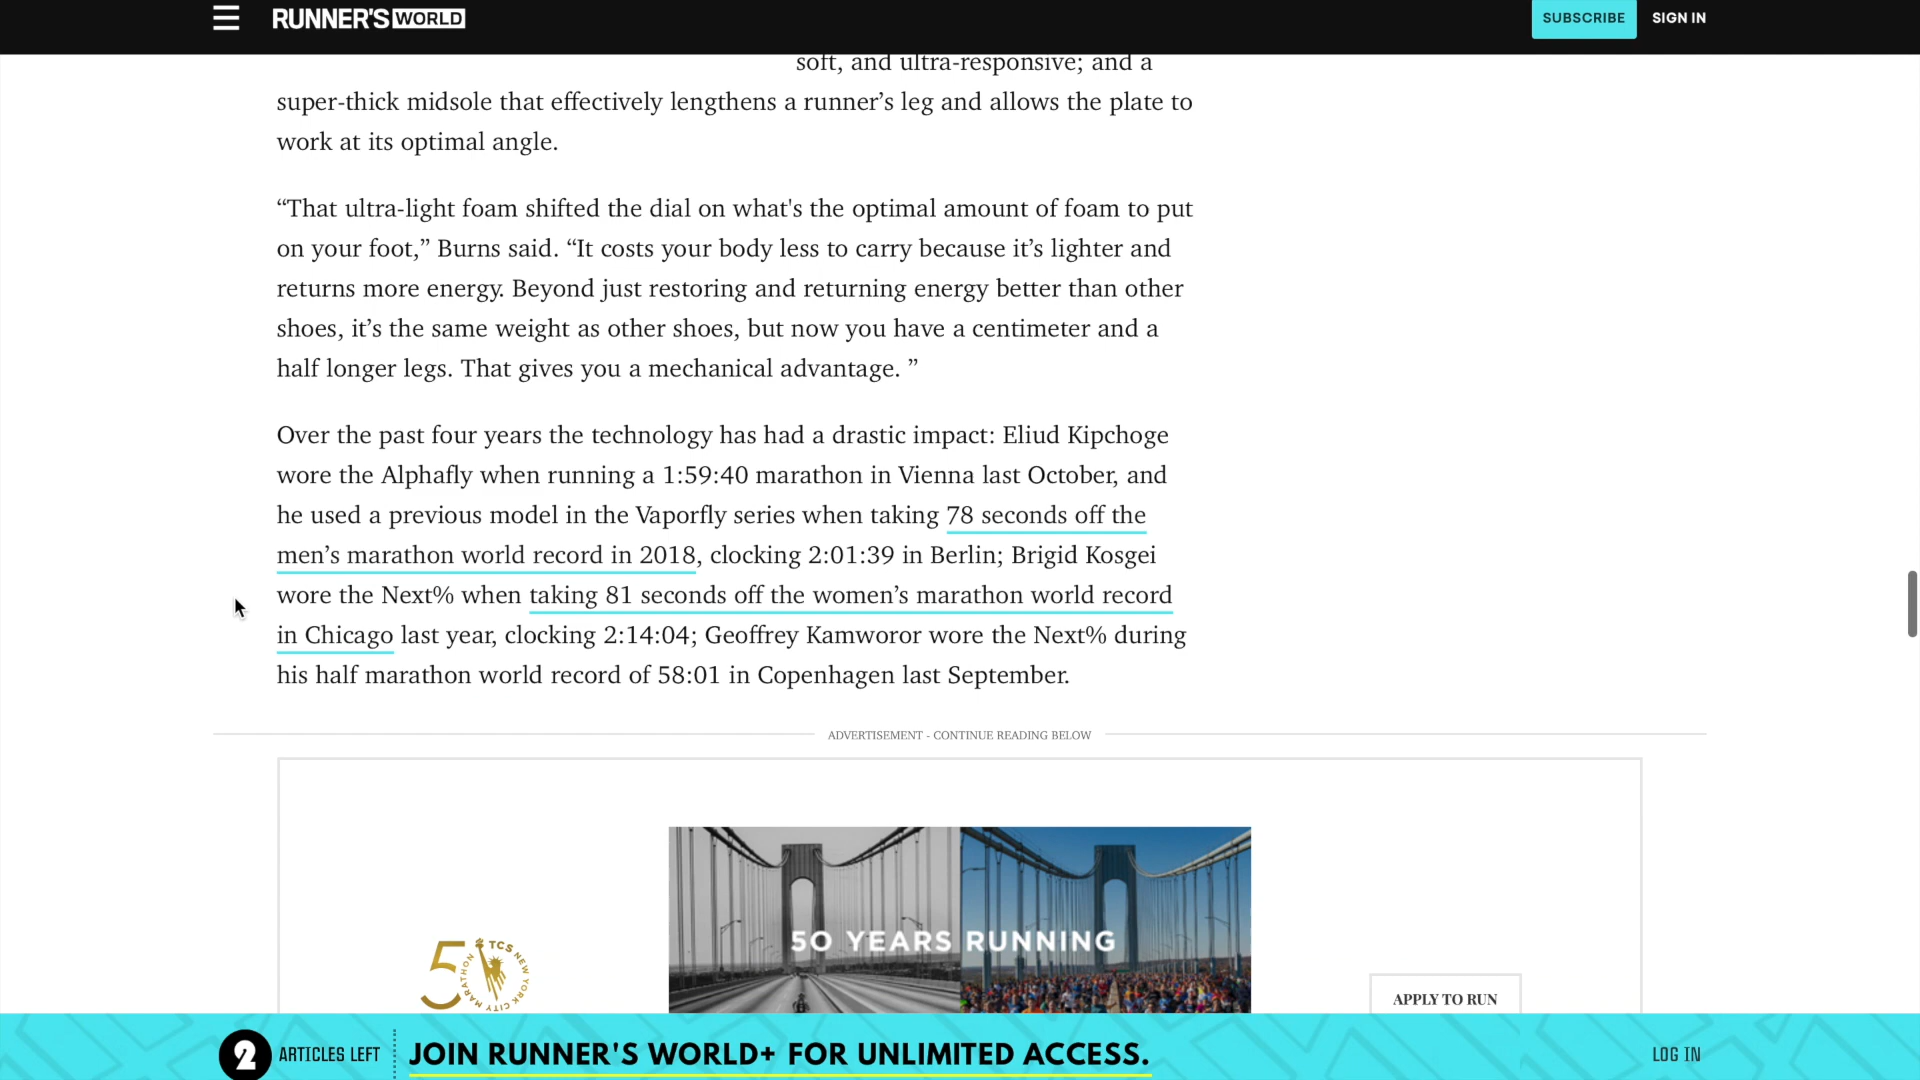 RUNNER'S WORLD
SUBSCRIBE
SIGN IN
soft, and ultra-responsive; and a
super-thick midsole that effectively lengthens a runner’s leg and allows the plate to
work at its optimal angle.
“That ultra-light foam shifted the dial on what's the optimal amount of foam to put
on your foot,” Burns said. “It costs your body less to carry because it’s lighter and
returns more energy. Beyond just restoring and returning energy better than other
shoes, it’s the same weight as other shoes, but now you have a centimeter and a
half longer legs. That gives you a mechanical advantage. ”
Over the past four years the technology has had a drastic impact: Eliud Kipchoge
wore the Alphafly when running a 1:59:40 marathon in Vienna last October, and
he used a previous model in the Vaporfly series when taking 78 seconds off the
men’s marathon world record in 2018, clocking 2:01:39 in Berlin; Brigid Kosgei
wore the Next% when taking 81 seconds off the women’s marathon world record
in Chicago last year, clocking 2:14:04; Geoffrey Kamworor wore the Next% during
his half marathon world record of 58:01 in Copenhagen last September.
ADVERTISEMENT - CONTINUE READING BELOW
50 YEARS RUNNING
50 TCS NEW YORK CITY MARATHON
APPLY TO RUN
2 ARTICLES LEFT
JOIN RUNNER'S WORLD+ FOR UNLIMITED ACCESS.
LOG IN